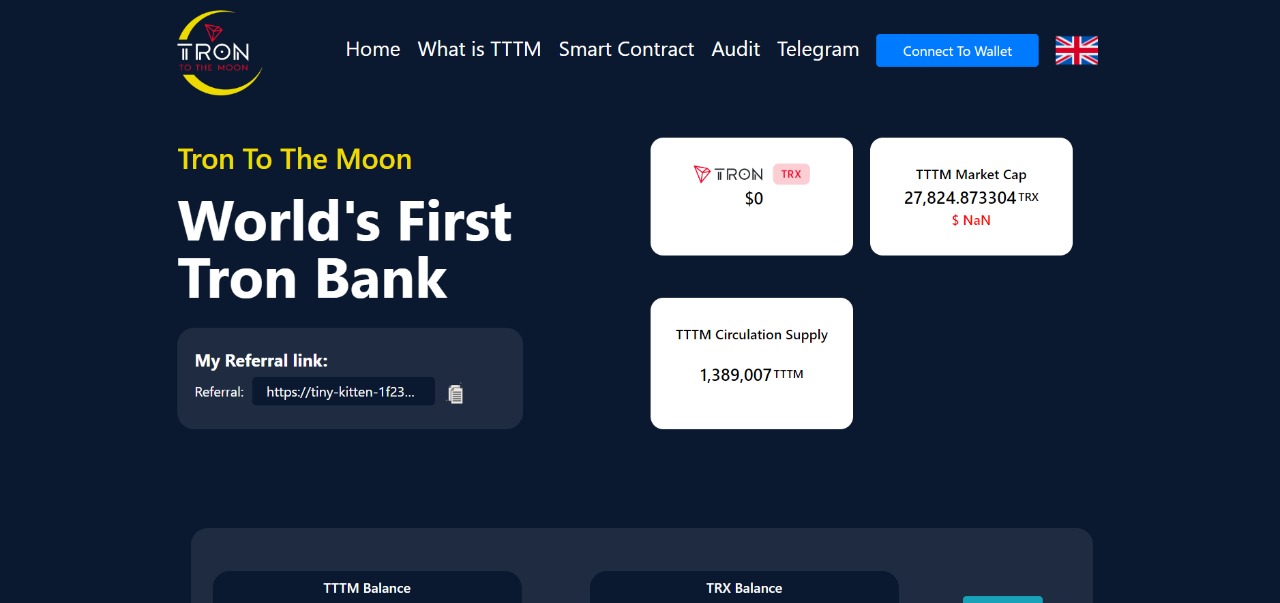 TRON
TO THE MOON
Home What is TTTM Smart Contract Audit Telegram Connect To Wallet
Tron To The Moon
World's First
Tron Bank
My Referral link:
Referral: https://tiny-kitten-1f23...
TRON TRX
$0
TTTM Market Cap
27,824.873304 TRX
$ NaN
TTTM Circulation Supply
1,389,007 TTTM
TTTM Balance
TRX Balance